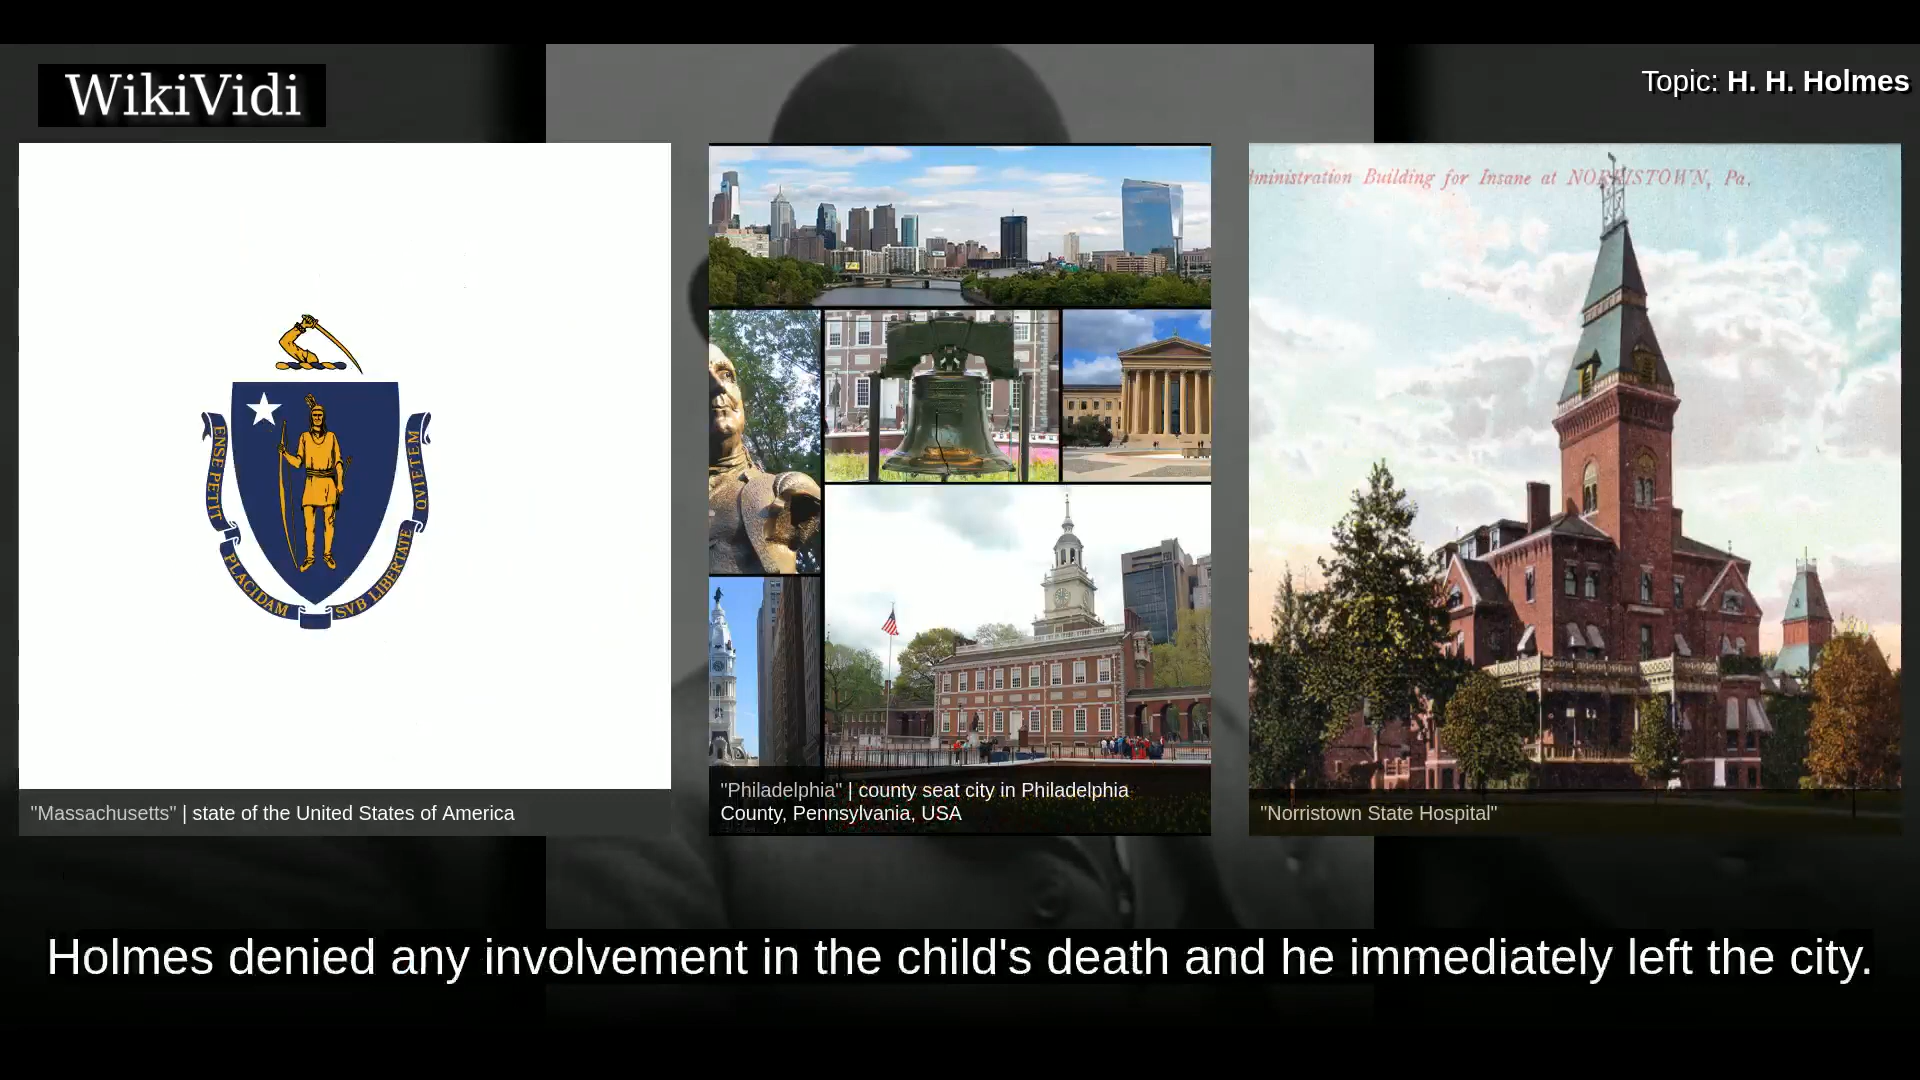 WikiVidi
Topic: H. H. Holmes
dministration Building for Insane at NORRISTOWN, Pa.
ENSE PETIT
PLACIDAM
SVB LIBERTATE
QVIETEM
"Massachusetts" | state of the United States of America
"Philadelphia" | county seat city in Philadelphia
County, Pennsylvania, USA
"Norristown State Hospital"
Holmes denied any involvement in the child's death and he immediately left the city.